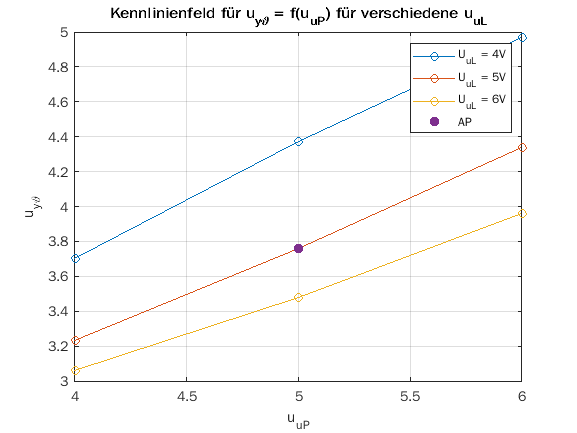 Kennlinienfeld für u_yϑ = f(u_uP) für verschiedene u_uL
5
4.8
4.6
4.4
4.2
4
3.8
3.6
3.4
3.2
3
u_yϑ
U_uL = 4V
U_uL = 5V
U_uL = 6V
AP
4 4.5 5 5.5 6
u_uP